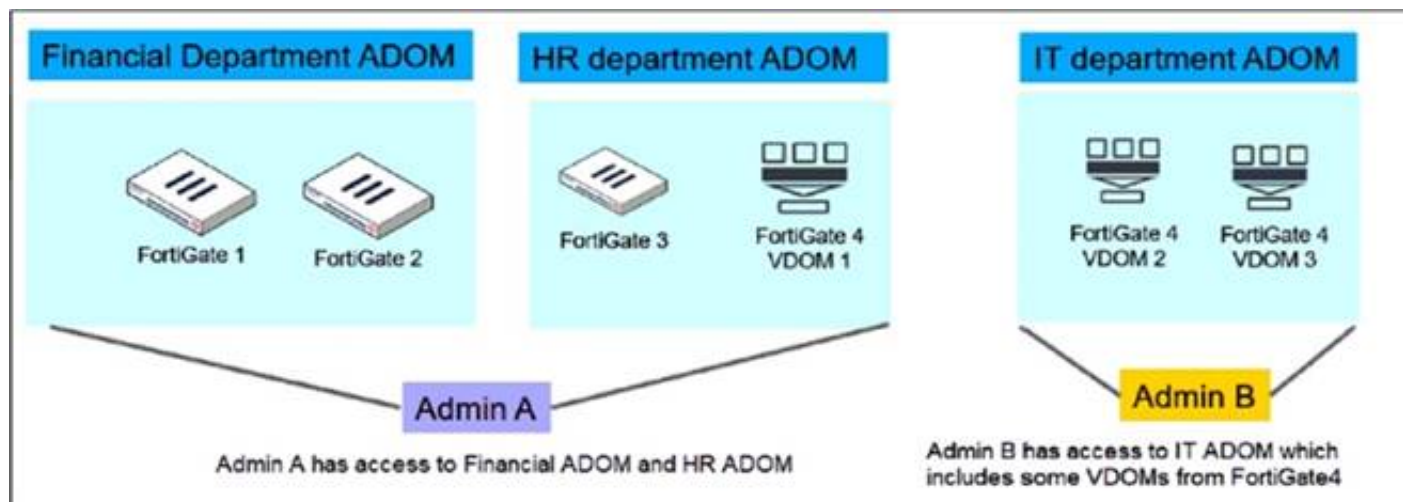 Financial Department ADOM
HR department ADOM
IT department ADOM
FortiGate 1
FortiGate 2
FortiGate 3
FortiGate 4
VDOM 1
FortiGate 4
VDOM 2
FortiGate 4
VDOM 3
Admin A
Admin A has access to Financial ADOM and HR ADOM
Admin B
Admin B has access to IT ADOM which
includes some VDOMs from FortiGate4